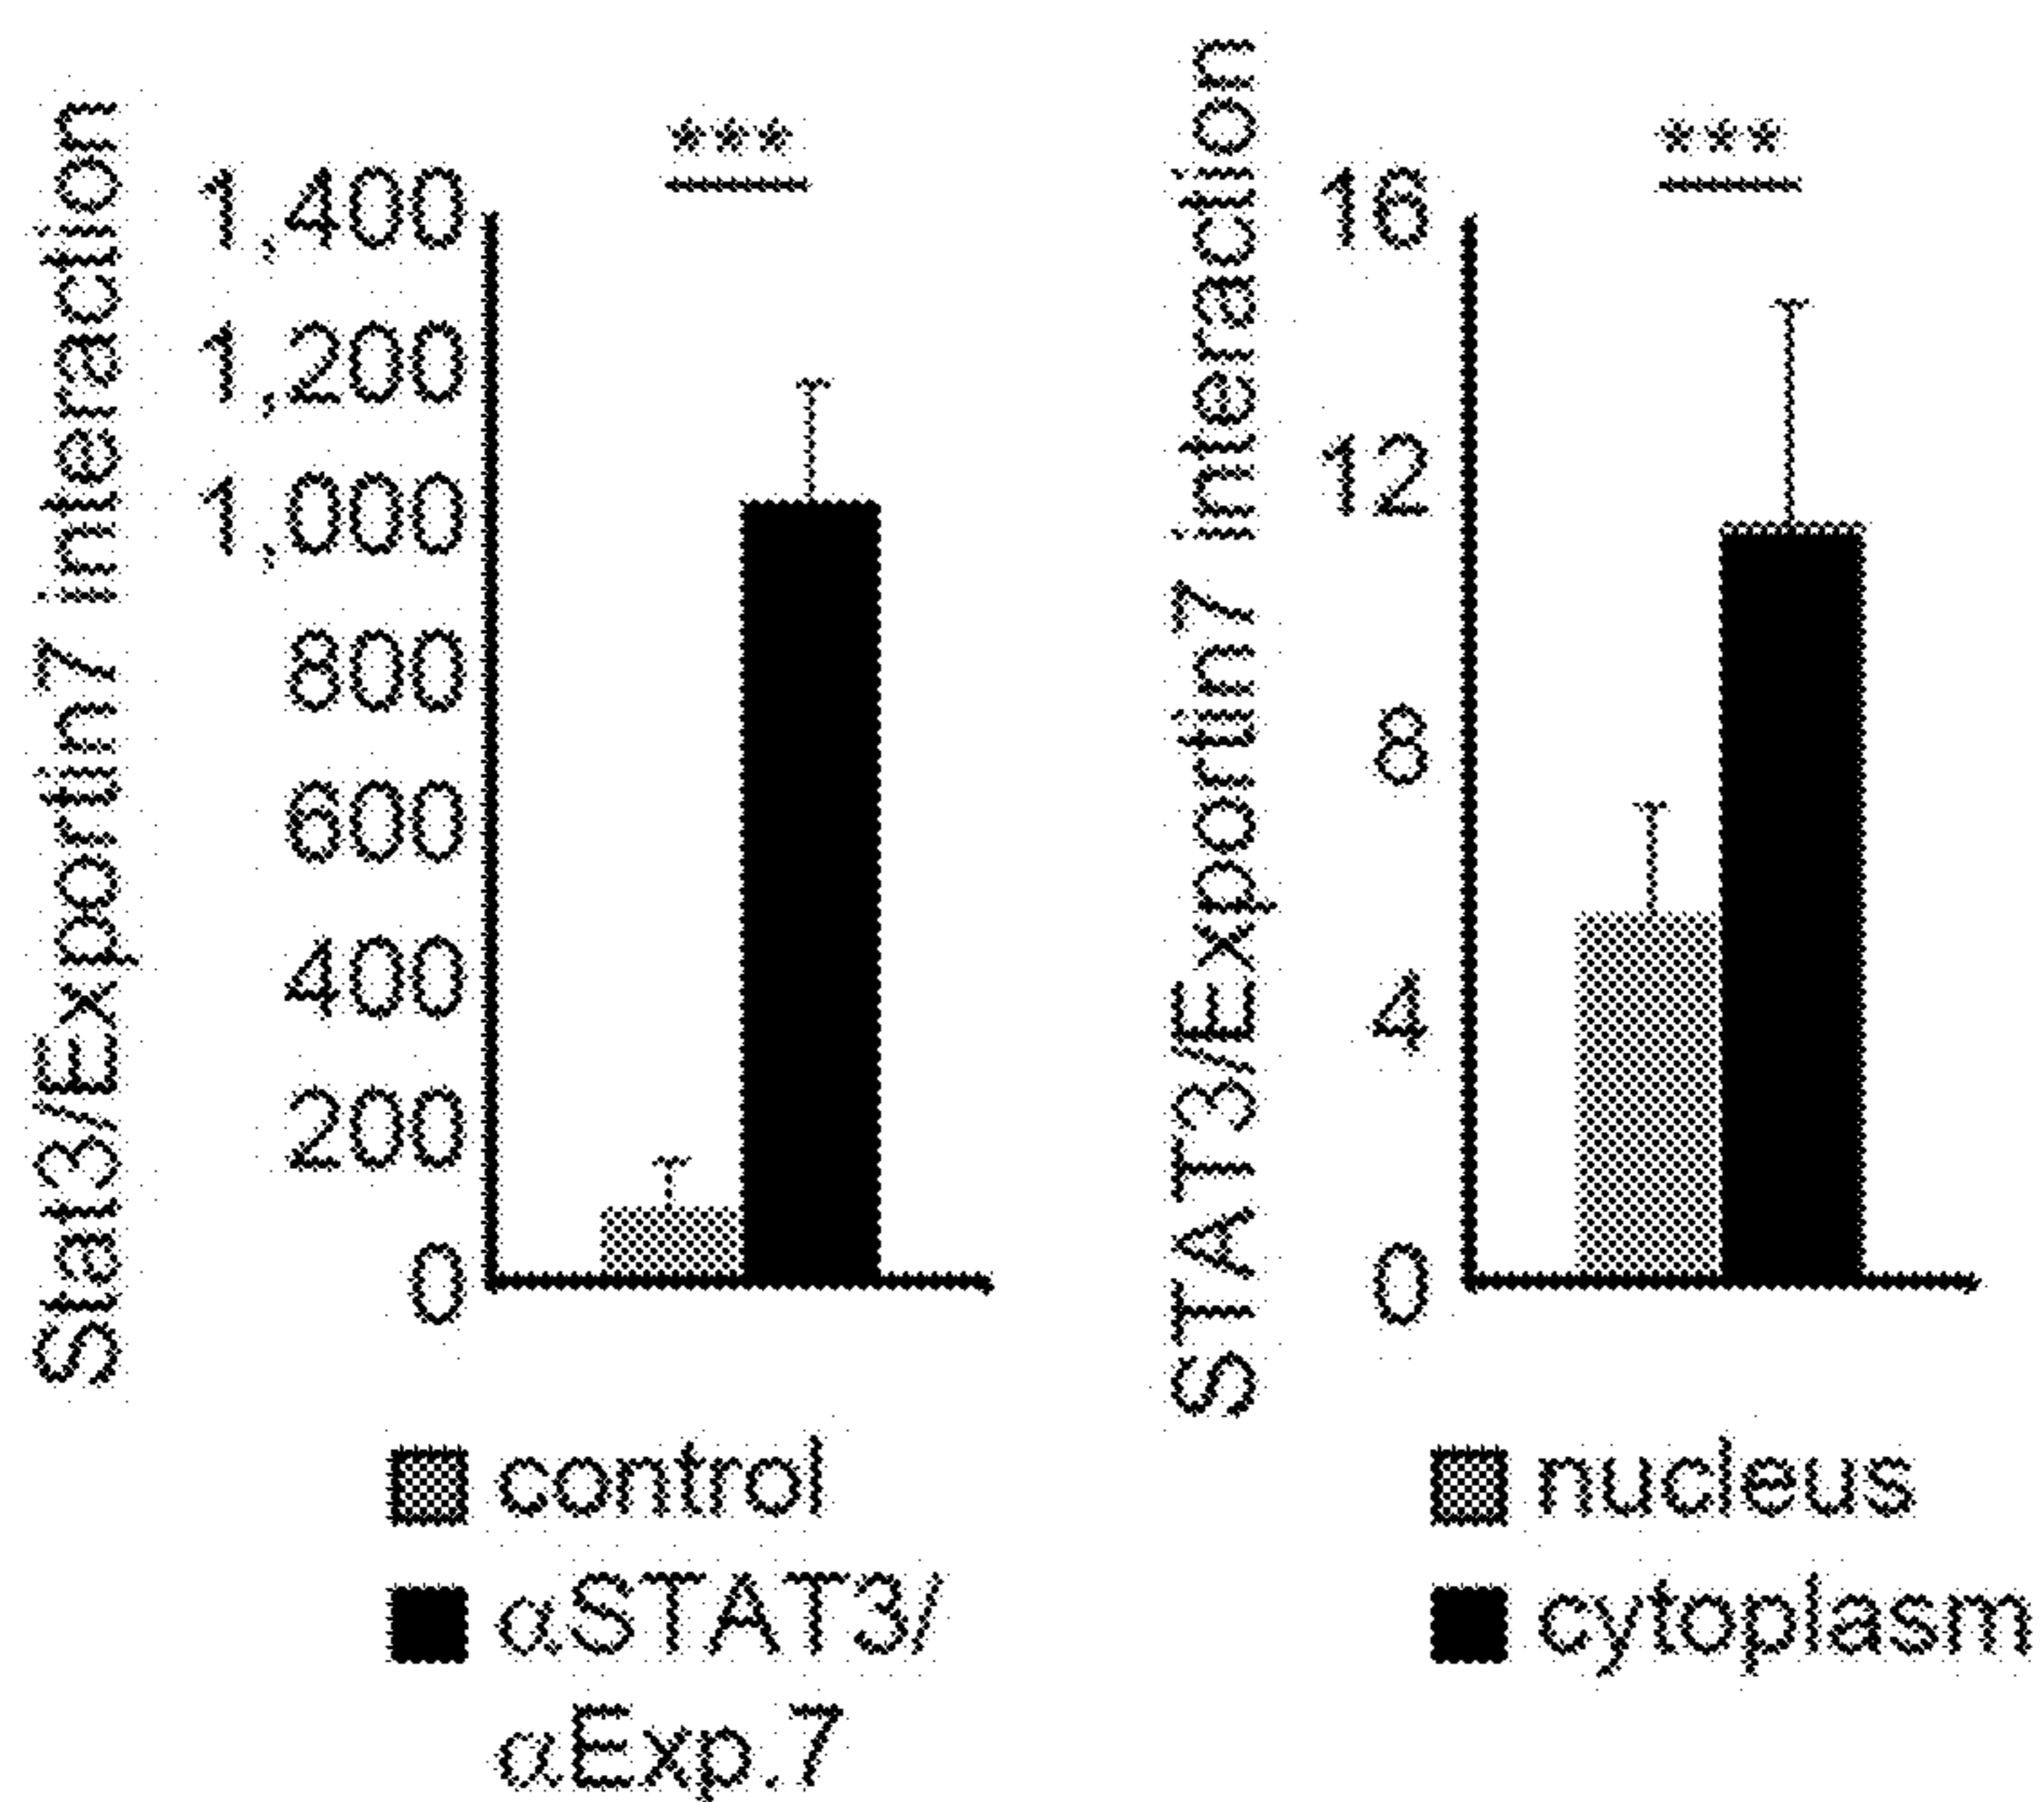 Stat3/Exportin7 interaction
***
1,400
1,200
1,000
800
600
400
200
0
control
αSTAT3/
αExp.7
STAT3/Exportin7 interaction
***
16
12
8
4
0
nucleus
cytoplasm